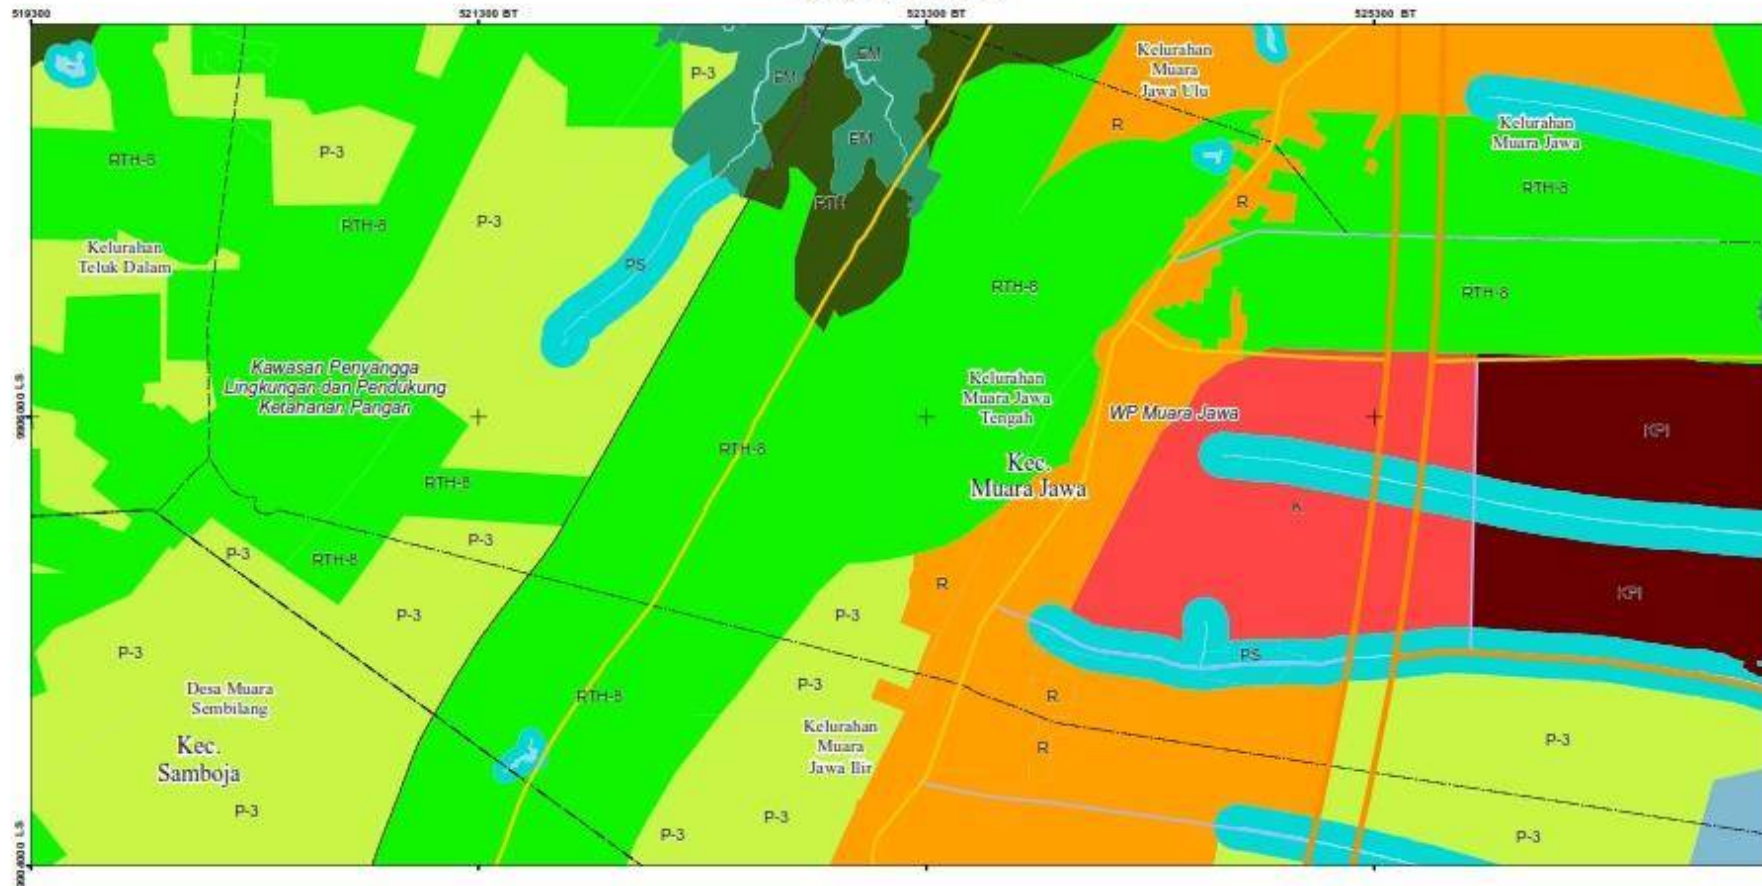 519300
521300 BT
523300 BT
525300 BT
EM
EM
EM
P-3
Kelurahan
Muara
Jawa Ulu
R
Kelurahan
Muara Jawa
RTH-8
P-3
RTH-8
RTH
R
RTH-8
P-3
Kelurahan
Teluk Dalam
PS
RTH-8
RTH-8
Kawasan Penyangga
Lingkungan dan Pendukung
Ketahanan Pangan
Kelurahan
Muara Jawa
Tengah
WP Muara Jawa
KPI
RTH-8
Kec.
Muara Jawa
RTH-8
K
P-3
P-3
RTH-8
R
KPI
P-3
P-3
P-3
PS
Desa Muara
Sembilang
RTH-8
P-3
R
Kelurahan
Muara
Jawa Ilir
R
P-3
Kec.
Samboja
P-3
P-3
P-3
P-3